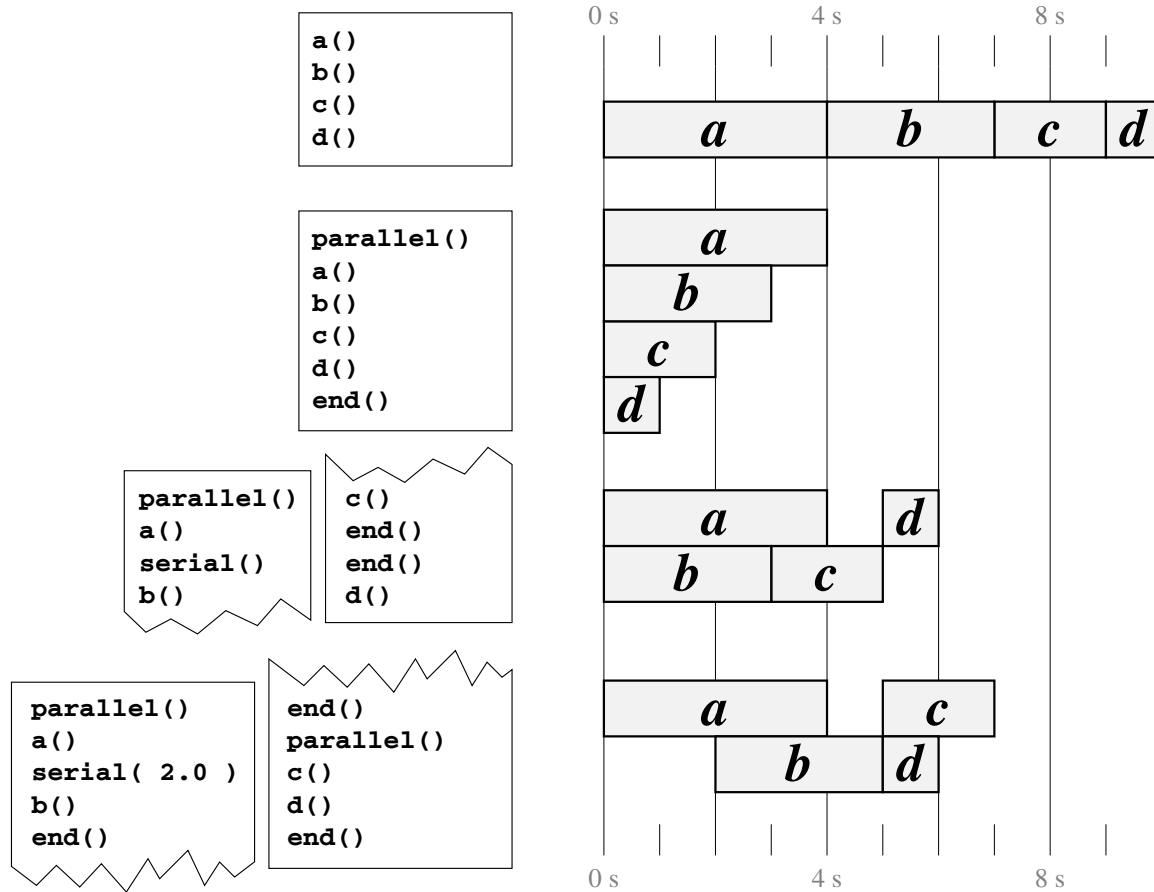 0 s 4 s 8 s
a()
b()
c()
d()
a b c d
parallel()
a()
b()
c()
d()
end()
a
b
c
d
parallel()
a()
serial()
b()
c()
end()
end()
d()
a d
b c
parallel()
a()
serial( 2.0 )
b()
end()
end()
parallel()
c()
d()
end()
a c
b d
0 s 4 s 8 s